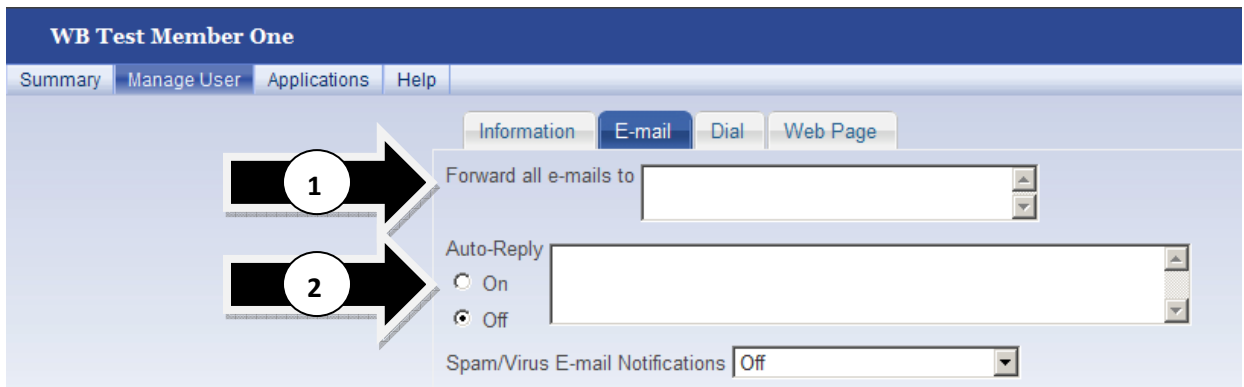 WB Test Member One
Summary Manage User Applications Help
Information E-mail Dial Web Page
1 Forward all e-mails to
Auto-Reply
2 On
Off
Spam/Virus E-mail Notifications Off